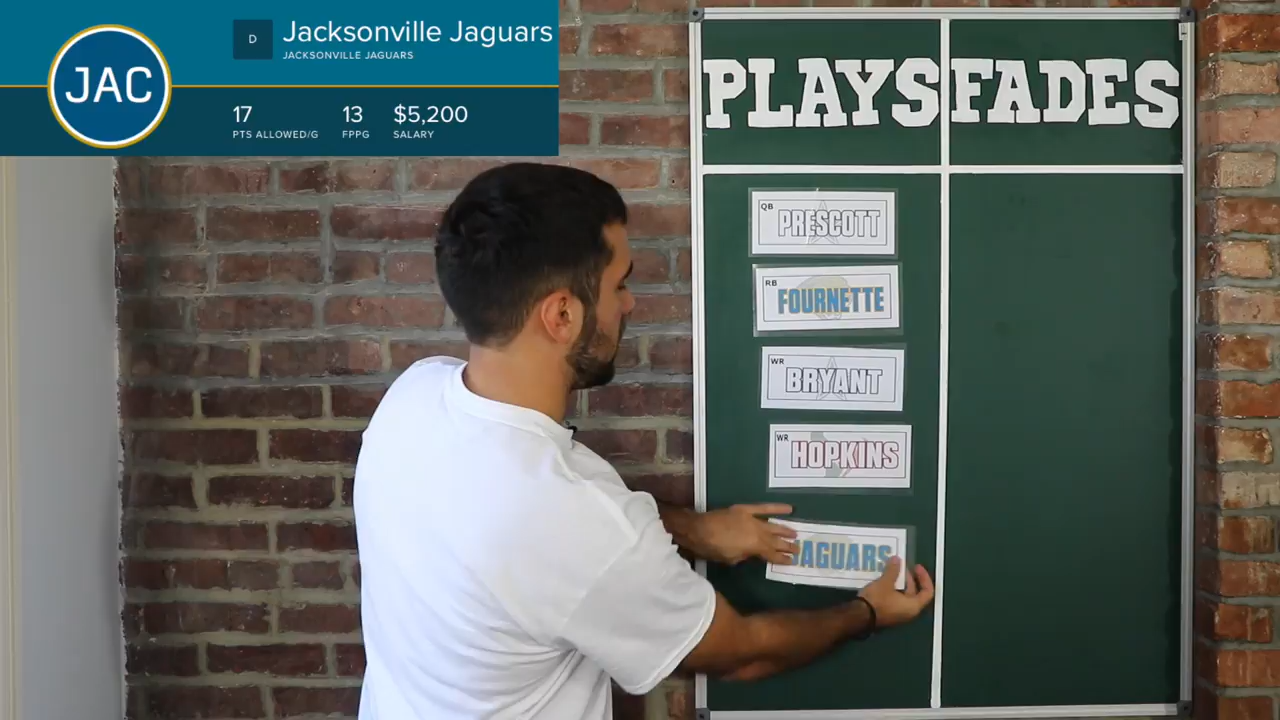 JAC
D
Jacksonville Jaguars
JACKSONVILLE JAGUARS
17
PTS ALLOWED/G
13
FPPG
$5,200
SALARY
PLAYS
FADES
QB
PRESCOTT
RB
FOURNETTE
WR
BRYANT
WR
HOPKINS
JAGUARS